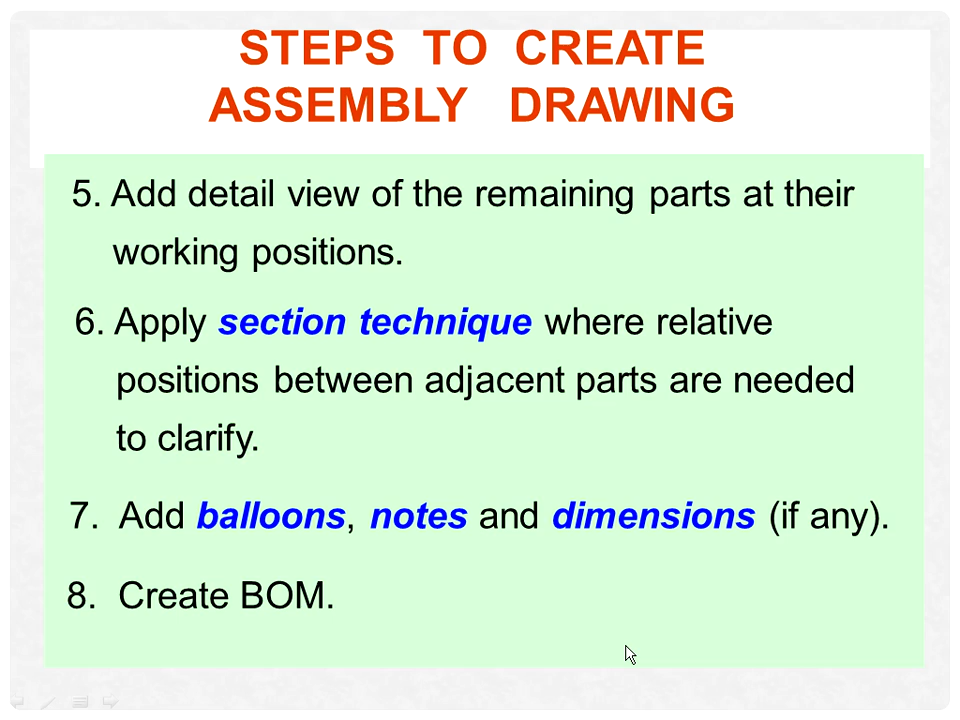 STEPS TO CREATE
ASSEMBLY DRAWING
5. Add detail view of the remaining parts at their
working positions.
6. Apply section technique where relative
positions between adjacent parts are needed
to clarify.
7. Add balloons, notes and dimensions (if any).
8. Create BOM.